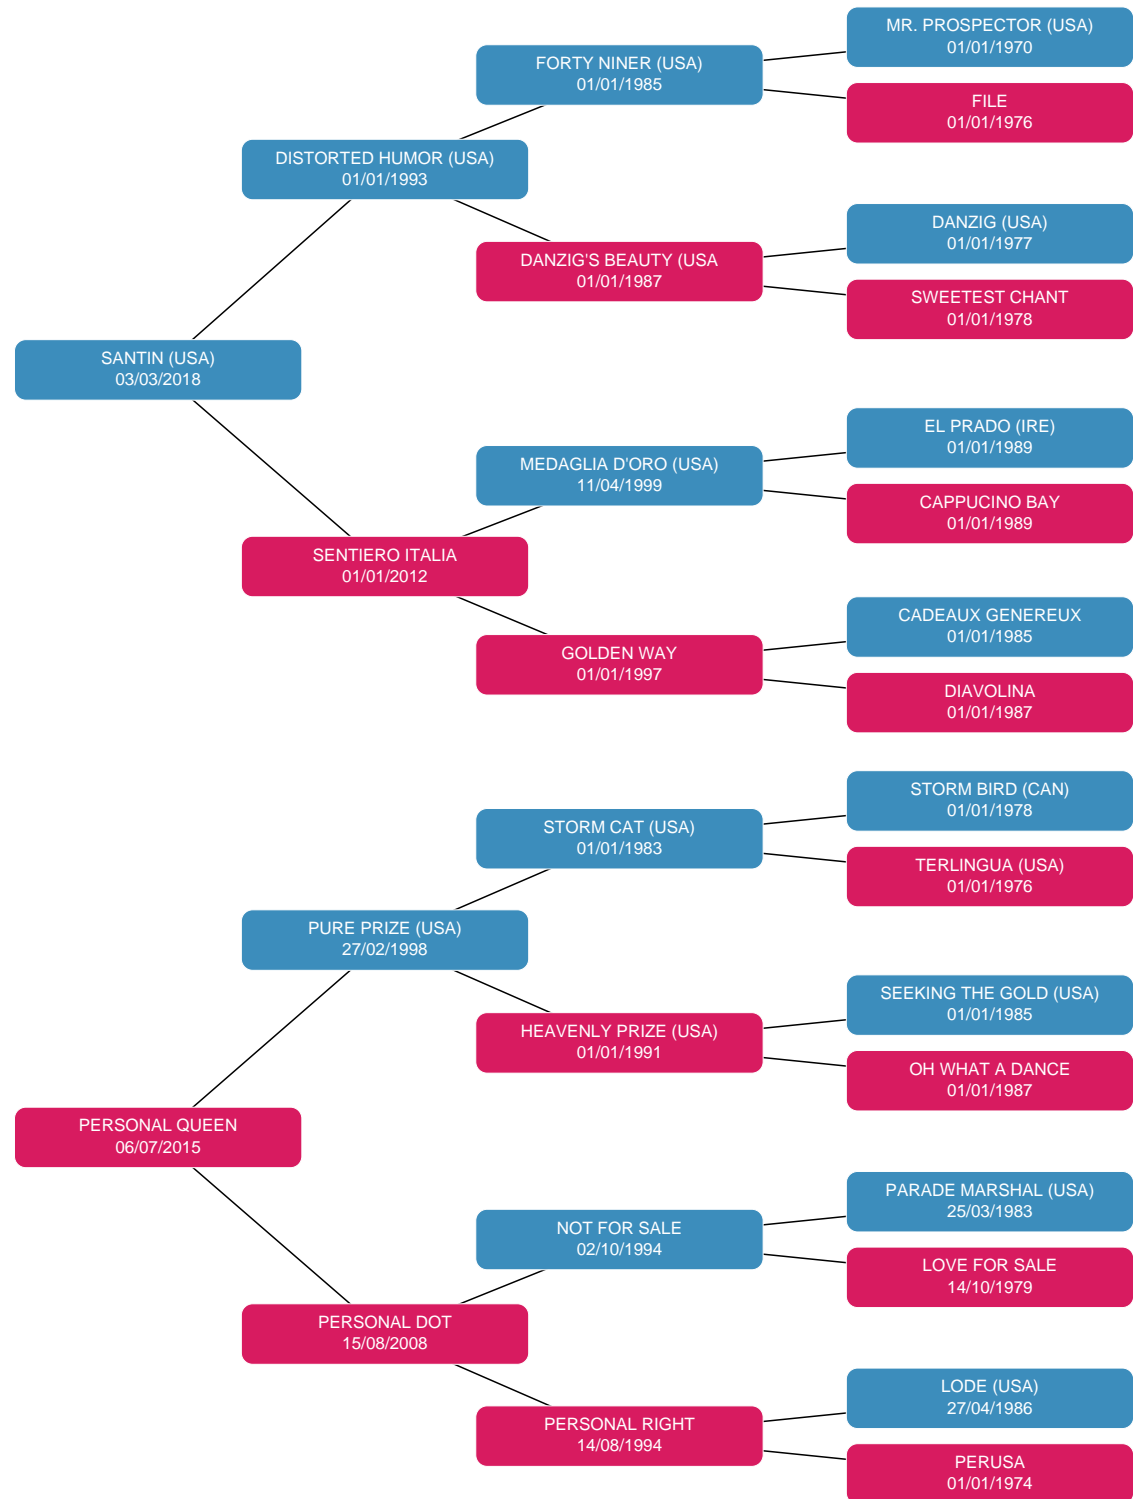 MR. PROSPECTOR (USA)
01/01/1970
FORTY NINER (USA)
01/01/1985
FILE
01/01/1976
DISTORTED HUMOR (USA)
01/01/1993
DANZIG (USA)
01/01/1977
DANZIG'S BEAUTY (USA
01/01/1987
SWEETEST CHANT
01/01/1978
SANTIN (USA)
03/03/2018
EL PRADO (IRE)
01/01/1989
MEDAGLIA D'ORO (USA)
11/04/1999
CAPPUCINO BAY
01/01/1989
SENTIERO ITALIA
01/01/2012
CADEAUX GENEREUX
01/01/1985
GOLDEN WAY
01/01/1997
DIAVOLINA
01/01/1987
STORM BIRD (CAN)
01/01/1978
STORM CAT (USA)
01/01/1983
TERLINGUA (USA)
01/01/1976
PURE PRIZE (USA)
27/02/1998
SEEKING THE GOLD (USA)
01/01/1985
HEAVENLY PRIZE (USA)
01/01/1991
OH WHAT A DANCE
01/01/1987
PERSONAL QUEEN
06/07/2015
PARADE MARSHAL (USA)
25/03/1983
NOT FOR SALE
02/10/1994
LOVE FOR SALE
14/10/1979
PERSONAL DOT
15/08/2008
LODE (USA)
27/04/1986
PERSONAL RIGHT
14/08/1994
PERUSA
01/01/1974